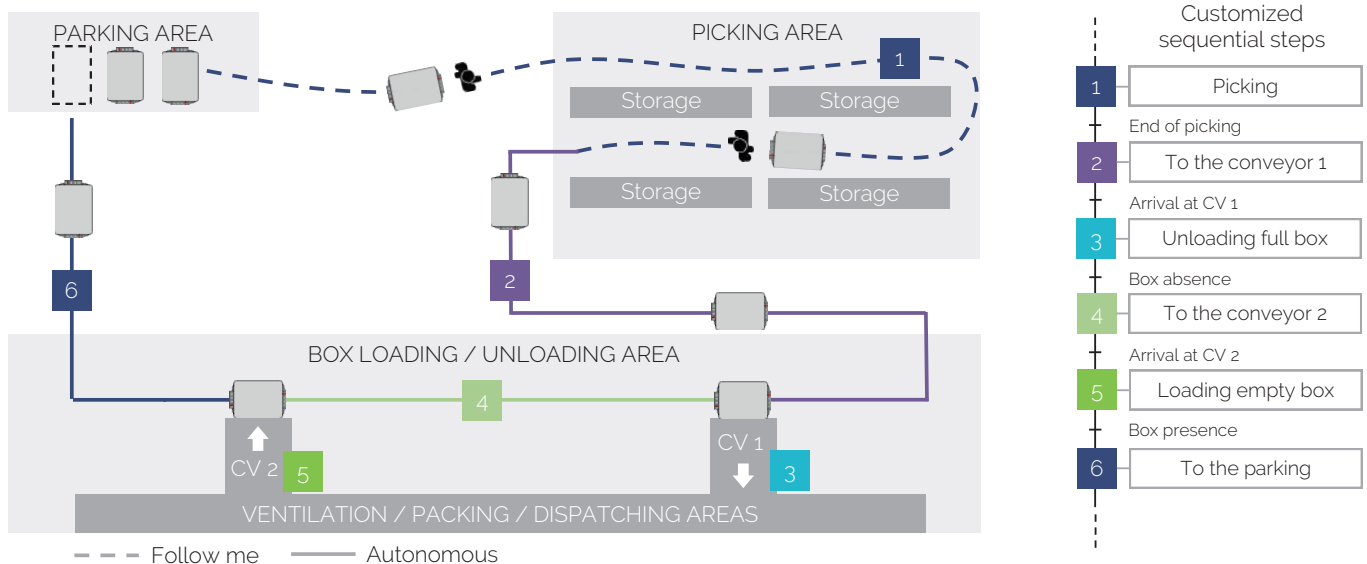 PARKING AREA
PICKING AREA
1
Storage
Storage
Storage
Storage
2
6
BOX LOADING / UNLOADING AREA
4
CV 2
5
CV 1
3
VENTILATION / PACKING / DISPATCHING AREAS
Follow me
Autonomous
Customized
sequential steps
1
Picking
End of picking
2
To the conveyor 1
Arrival at CV 1
3
Unloading full box
Box absence
4
To the conveyor 2
Arrival at CV 2
5
Loading empty box
Box presence
6
To the parking